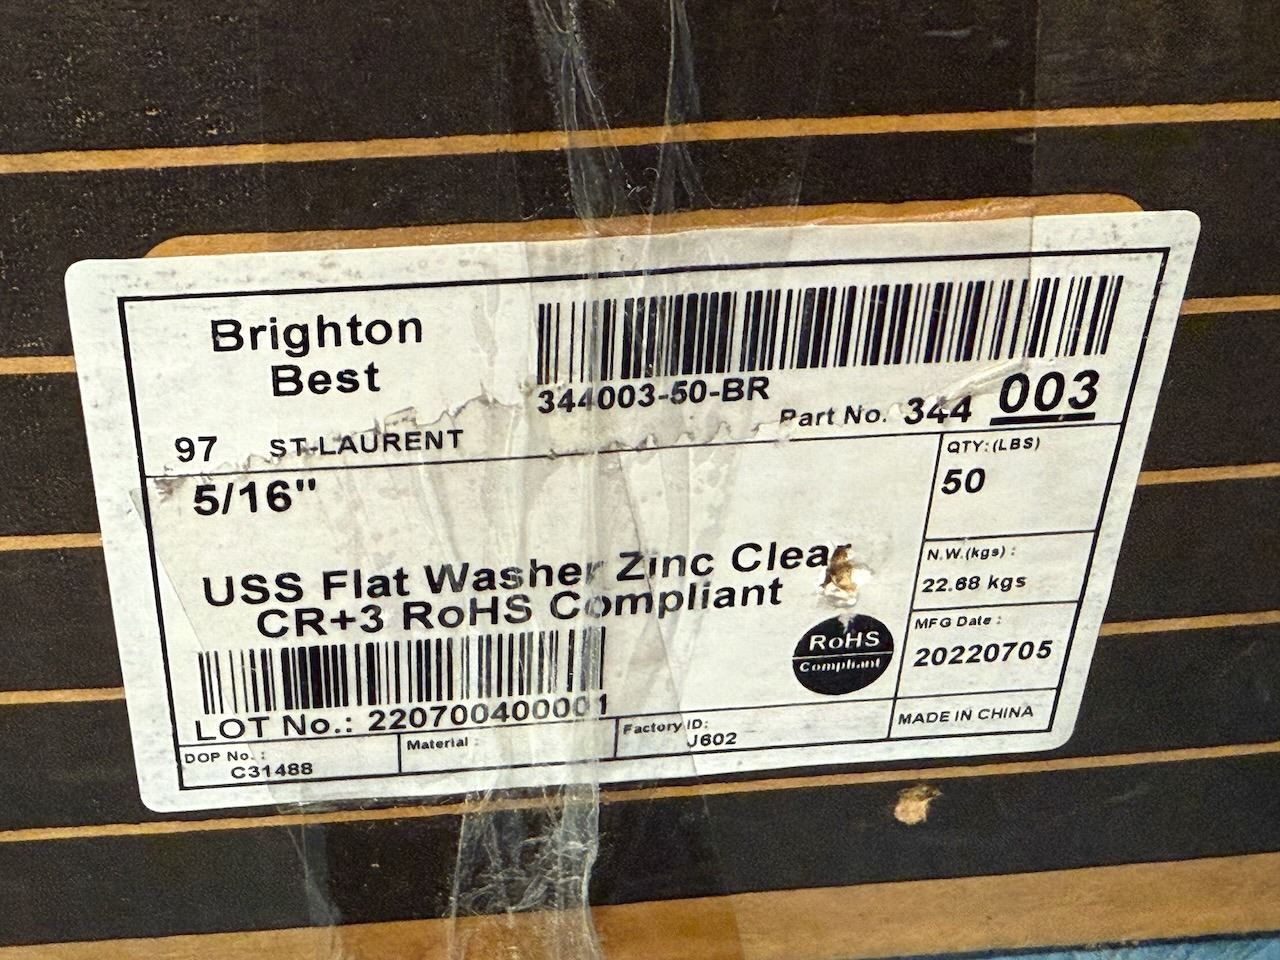 Brighton
Best
344003-50-BR
Part No. 344 003
97 ST-LAURENT
5/16"
QTY:(LBS)
50
USS Flat Washer Zinc Clear
CR+3 RoHS Compliant
N.W.(kgs) :
22.68 kgs
RoHS
Compliant
MFG Date :
20220705
LOT No.: 220700400001
MADE IN CHINA
DOP No. :
C31488
Material :
Factory ID:
J602